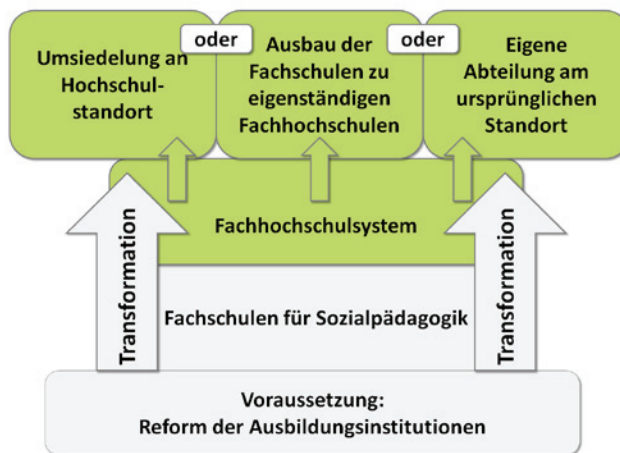 Umsiedelung an
Hochschul-
standort
oder
Ausbau der
Fachschulen zu
eigenständigen
Fachhochschulen
oder
Eigene
Abteilung am
ursprünglichen
Standort
Fachhochschulsystem
Transformation
Fachschulen für Sozialpädagogik
Transformation
Voraussetzung:
Reform der Ausbildungsinstitutionen